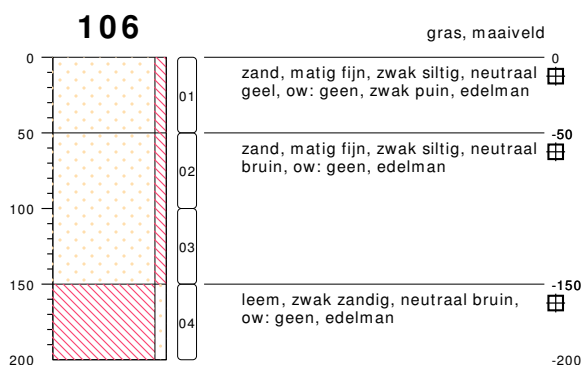 106
gras, maaiveld
0
0
zand, matig fijn, zwak siltig, neutraal
geel, ow: geen, zwak puin, edelman
01
50
-50
zand, matig fijn, zwak siltig, neutraal
bruin, ow: geen, edelman
02
100
03
150
-150
leem, zwak zandig, neutraal bruin,
ow: geen, edelman
04
200
-200